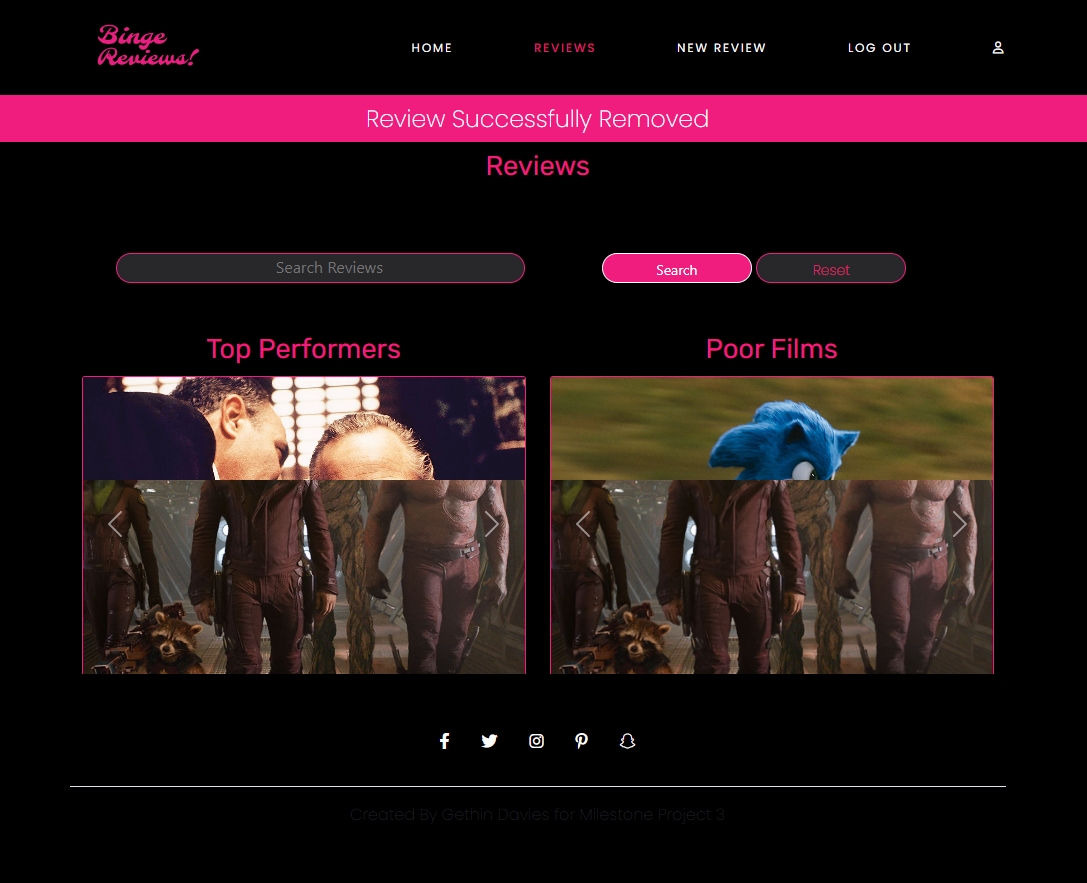 Binge
Reviews!
HOME
REVIEWS
NEW REVIEW
LOG OUT
Review Successfully Removed
Reviews
Search Reviews
Search
Reset
Top Performers
Poor Films
Created By Gethin Davies for Milestone Project 3